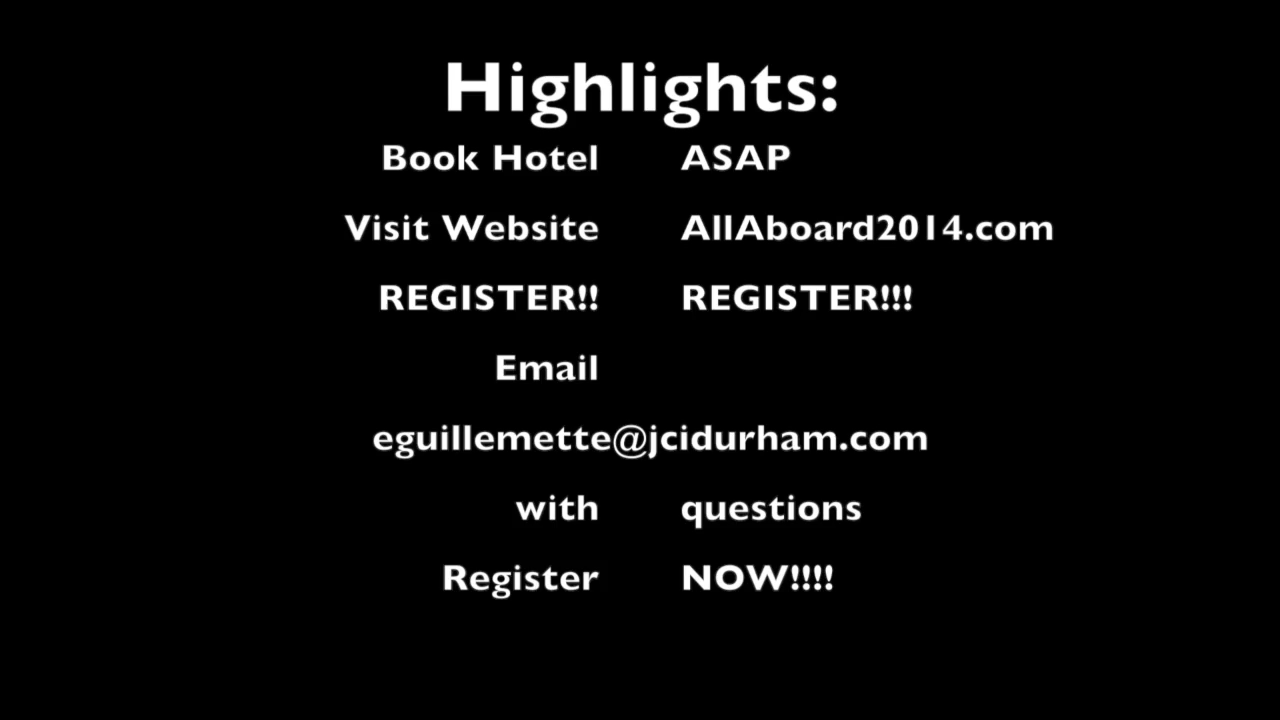 Highlights:
Book Hotel ASAP
Visit Website AllAboard2014.com
REGISTER!! REGISTER!!!
Email
eguillemette@jcidurham.com
with questions
Register NOW!!!!